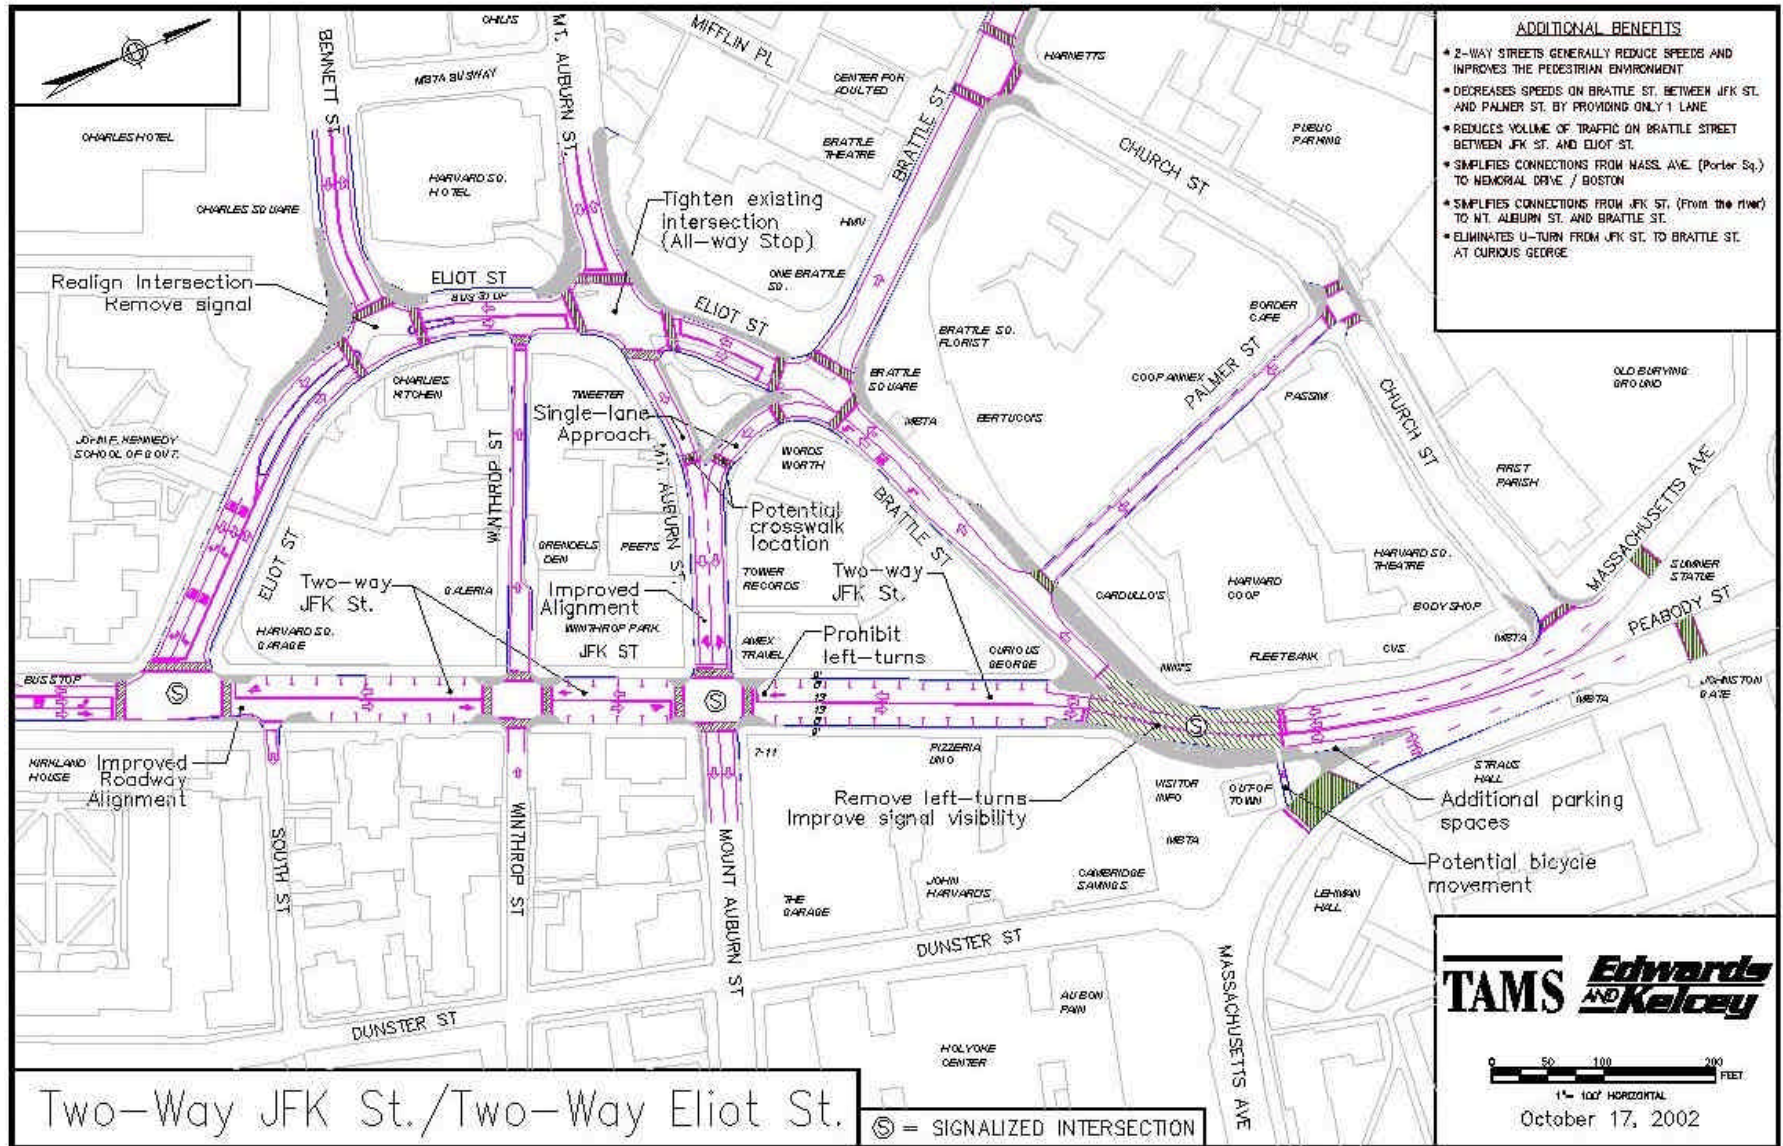 ADDITIONAL BENEFITS
* 2-WAY STREETS GENERALLY REDUCE SPEEDS AND
IMPROVES THE PEDESTRIAN ENVIRONMENT
* DECREASES SPEEDS ON BRATTLE ST. BETWEEN JFK ST.
AND PALMER ST. BY PROVIDING ONLY 1 LANE
* REDUCES VOLUME OF TRAFFIC ON BRATTLE STREET
BETWEEN JFK ST. AND ELIOT ST.
* SIMPLIFIES CONNECTIONS FROM MASS. AVE. (Porter Sq.)
TO MEMORIAL DRIVE / BOSTON
* SIMPLIFIES CONNECTIONS FROM JFK ST. (From the river)
TO MT. AUBURN ST. AND BRATTLE ST.
* ELIMINATES U-TURN FROM JFK ST. TO BRATTLE ST.
AT CURIOUS GEORGE
CHILI'S
BENNETT ST
MT. AUBURN ST.
MIFFLIN PL
MBTA BUSWAY
CENTER FOR
ADULT ED
HARNETTS
BRATTLE ST
CHARLES HOTEL
BRATTLE
THEATRE
PUBLIC
PARKING
CHURCH ST
HARVARD SQ.
HOTEL
CHARLES SQUARE
Tighten existing
intersection
(All-way Stop)
HMV
Realign Intersection
Remove signal
ELIOT ST
BUS STOP
ONE BRATTLE
SQ.
ELIOT ST
BORDER
CAFE
BRATTLE SQ.
FLORIST
PALMER ST
CHARLIE'S
KITCHEN
TWEETER
BRATTLE
SQUARE
COOP ANNEX
PASSIM
OLD BURYING
GROUND
CHURCH ST
Single-lane
Approach
MBTA
BERTUCCI'S
JOHN F. KENNEDY
SCHOOL OF GOVT.
WINTHROP ST
MT. AUBURN ST
WORDS
WORTH
FIRST
PARISH
MASSACHUSETTS AVE
BRATTLE ST
Potential
crosswalk
location
ELIOT ST
GRENDELS
DEN
PEETS
HARVARD SQ.
THEATRE
SUMNER
STATUE
Two-way
JFK St.
GALERIA
Improved
Alignment
TOWER
RECORDS
Two-way
JFK St.
CARDULLO'S
HARVARD
COOP
BODY SHOP
PEABODY ST
HARVARD SQ.
GARAGE
WINTHROP PARK
JFK ST
AMEX
TRAVEL
Prohibit
left-turns
CURIOUS
GEORGE
NINI'S
FLEETBANK
CVS
MBTA
BUS STOP
JOHNSTON
GATE
MBTA
S
S
S
8'
13
13
KIRKLAND
HOUSE
Improved
Roadway
Alignment
7-11
PIZZERIA
UNO
VISITOR
INFO
OUT OF
TOWN
STRAUS
HALL
Remove left-turns
Improve signal visibility
Additional parking
spaces
MBTA
SOUTH ST
WINTHROP ST
MOUNT AUBURN ST
THE
GARAGE
JOHN
HARVARD'S
CAMBRIDGE
SAVINGS
Potential bicycle
movement
LEHMAN
HALL
DUNSTER ST
MASSACHUSETTS AVE
DUNSTER ST
AU BON
PAIN
HOLYOKE
CENTER
TAMS
Edwards
AND Kelcey
0 50 100 200
FEET
1"= 100' HORIZONTAL
October 17, 2002
Two-Way JFK St./Two-Way Eliot St.
S = SIGNALIZED INTERSECTION